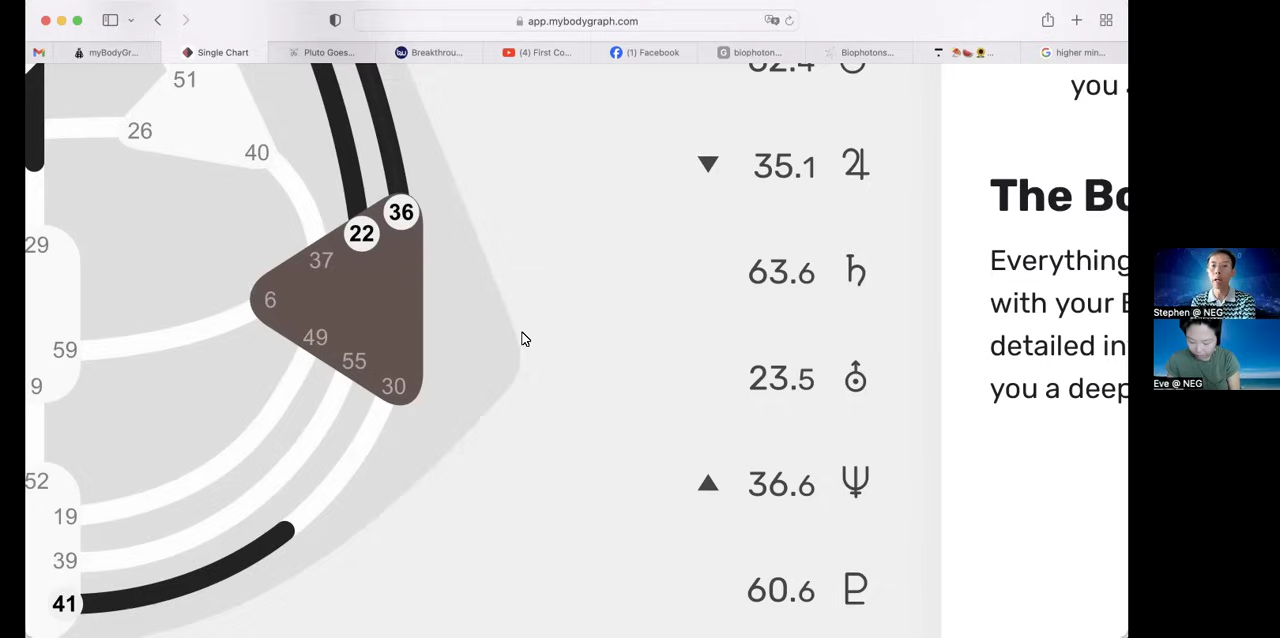 app.mybodygraph.com
myBodyGr...
Single Chart
Pluto Goes...
Breakthrou...
(4) First Co...
(1) Facebook
biophoton...
Biophotons...
higher min...
51
26
40
36
22
37
29
6
49
59
55
9
30
52
19
39
41
62.4
35.1
63.6
23.5
36.6
60.6
you
The Bo
Everything
with your
detailed in
you a deep
Stephen @ NEG
Eve @ NEG